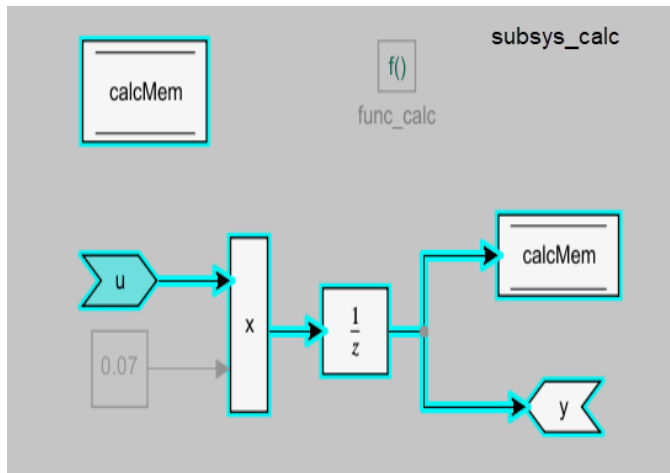 subsys_calc
calcMem
f()
func_calc
calcMem
u
x
1
z
0.07
y